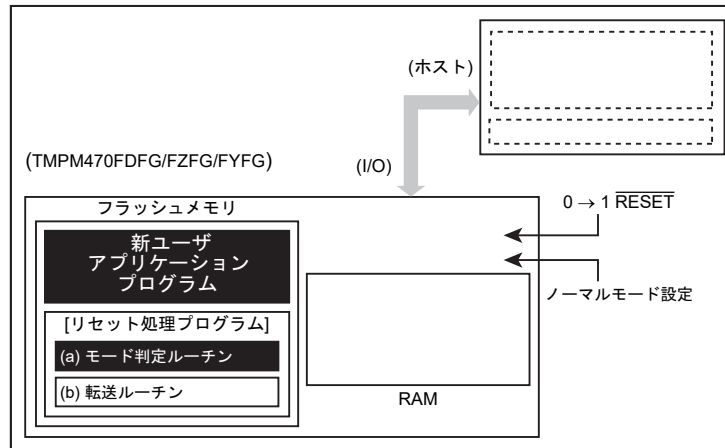 (ホスト)
(TMPM470FDFG/FZFG/FYFG)
(I/O)
フラッシュメモリ
新ユーザ
アプリケーション
プログラム
[リセット処理プログラム]
(a) モード判定ルーチン
(b) 転送ルーチン
RAM
0 → 1 RESET
ノーマルモード設定